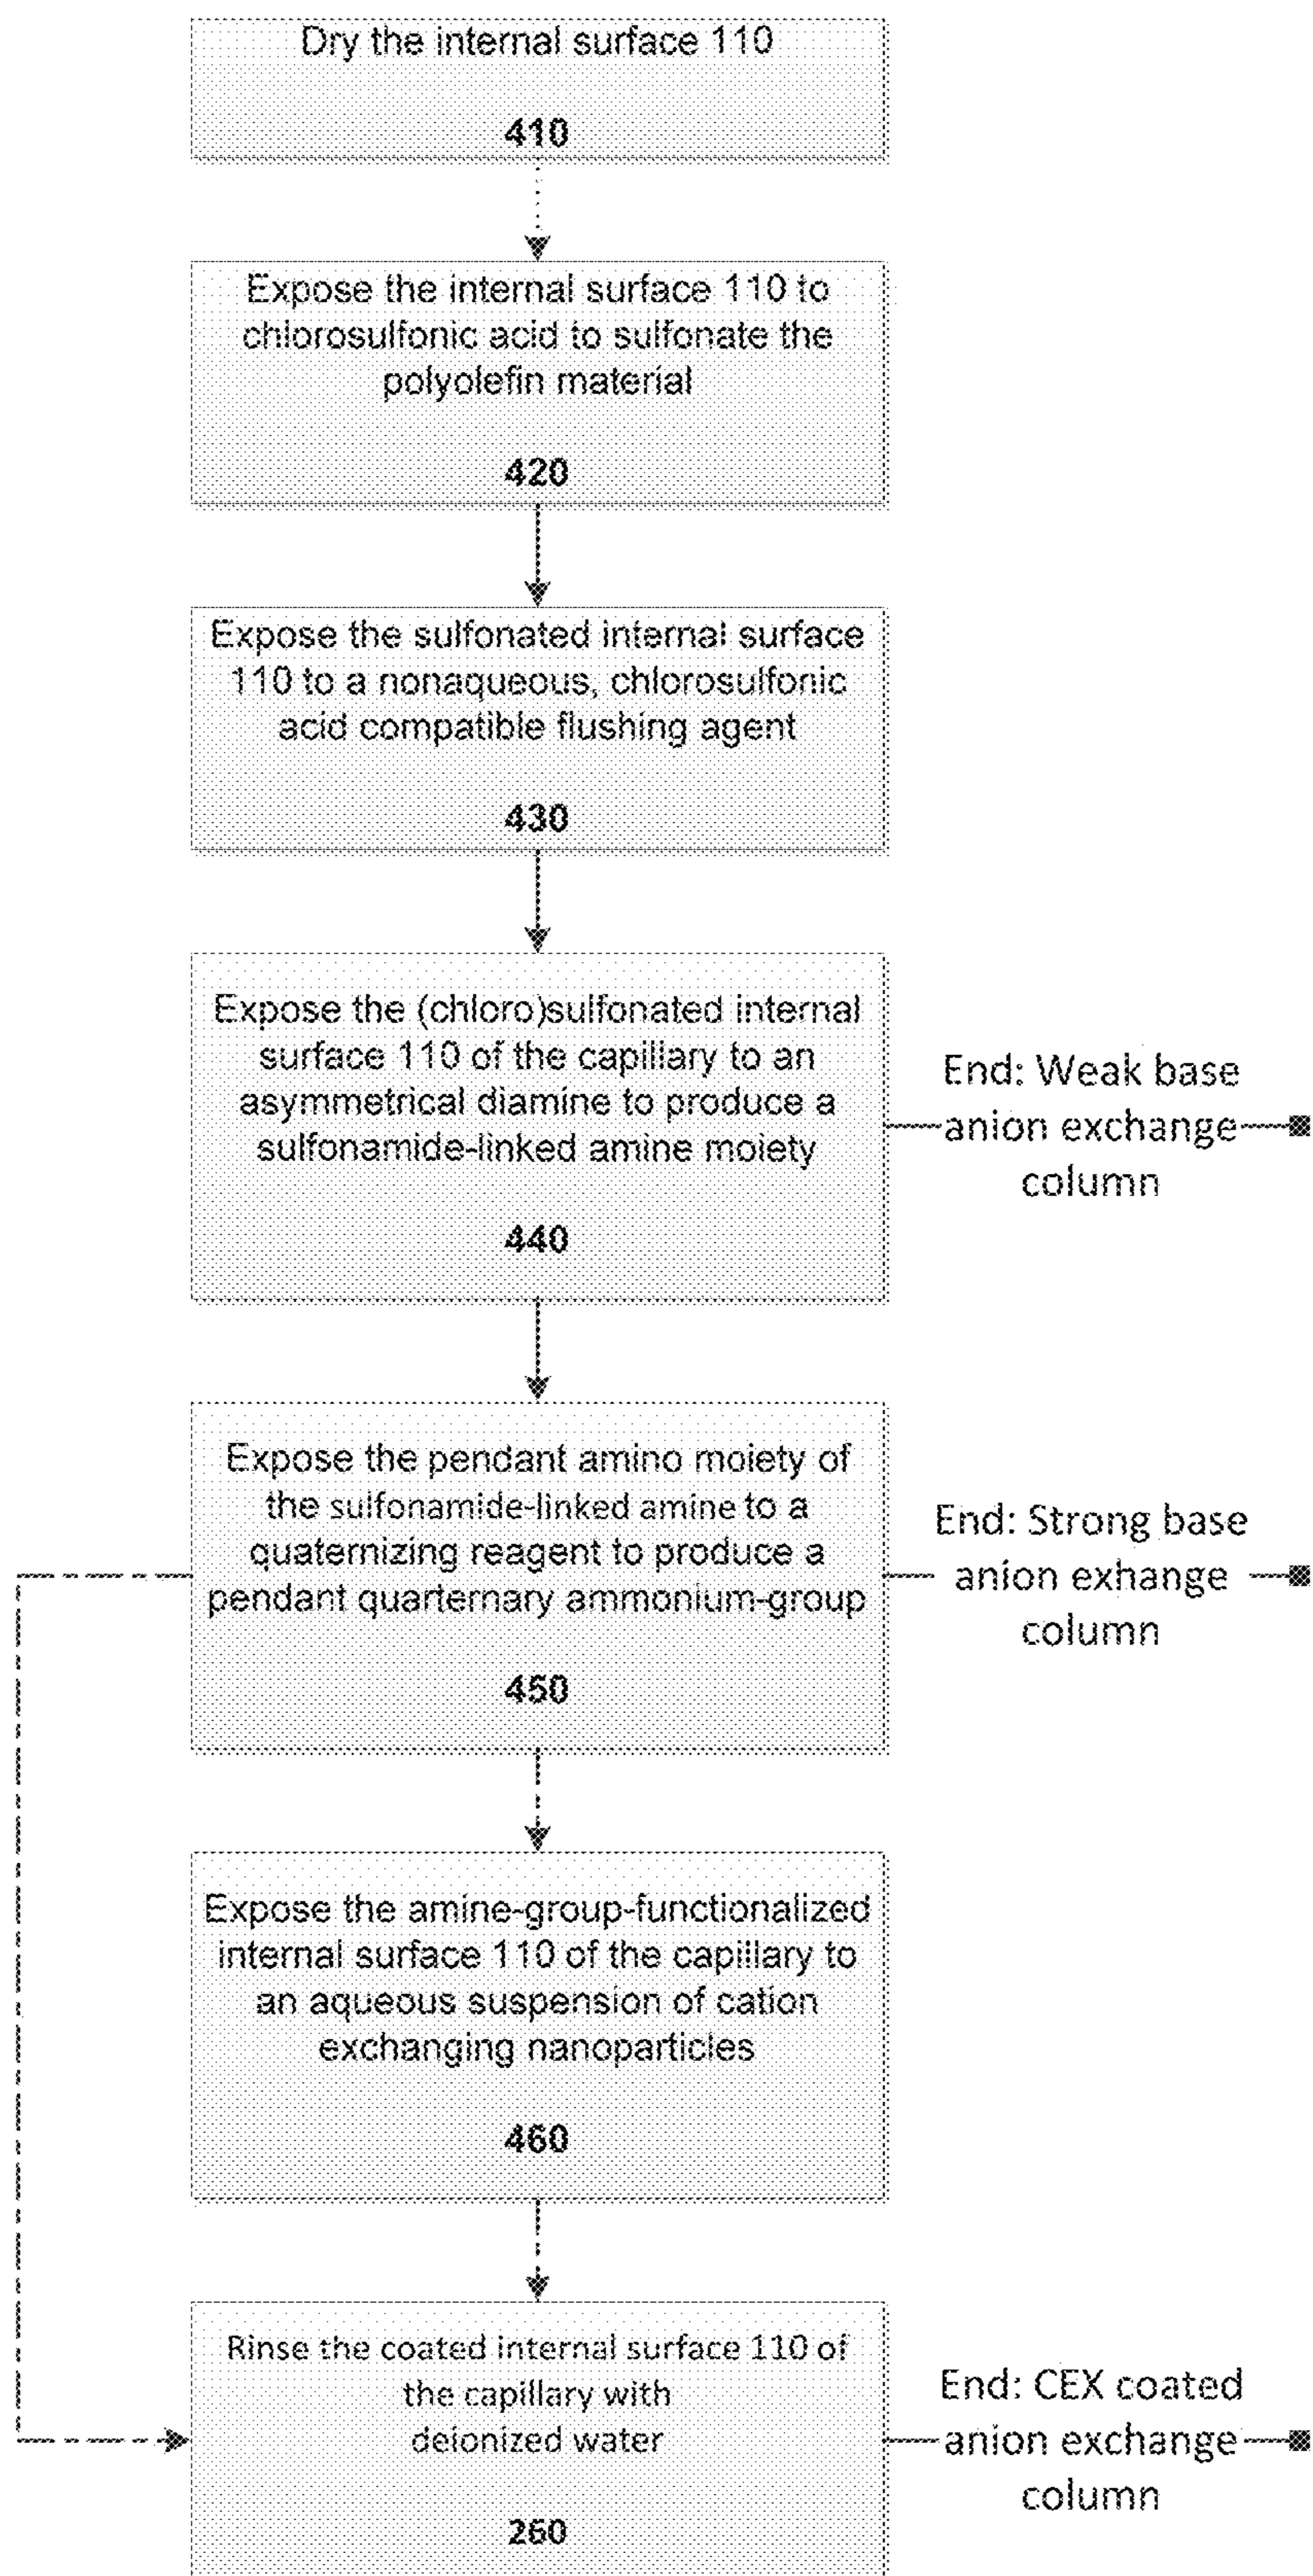 Dry the internal surface 110
410
Expose the internal surface 110 to
chlorosulfonic acid to sulfonate the
polyolefin material
420
Expose the sulfonated internal surface
110 to a nonaqueous, chlorosulfonic
acid compatible flushing agent
430
Expose the (chloro)sulfonated internal
surface 110 of the capillary to an
asymmetrical diamine to produce a
sulfonamide-linked amine moiety
440
End: Weak base
anion exchange
column
Expose the pendant amino moiety of
the sulfonamide-linked amine to a
quaternizing reagent to produce a
pendant quarternary ammonium-group
450
End: Strong base
anion exhange
column
Expose the amine-group-functionalized
internal surface 110 of the capillary to
an aqueous suspension of cation
exchanging nanoparticles
460
Rinse the coated internal surface 110 of
the capillary with
deionized water
260
End: CEX coated
anion exchange
column